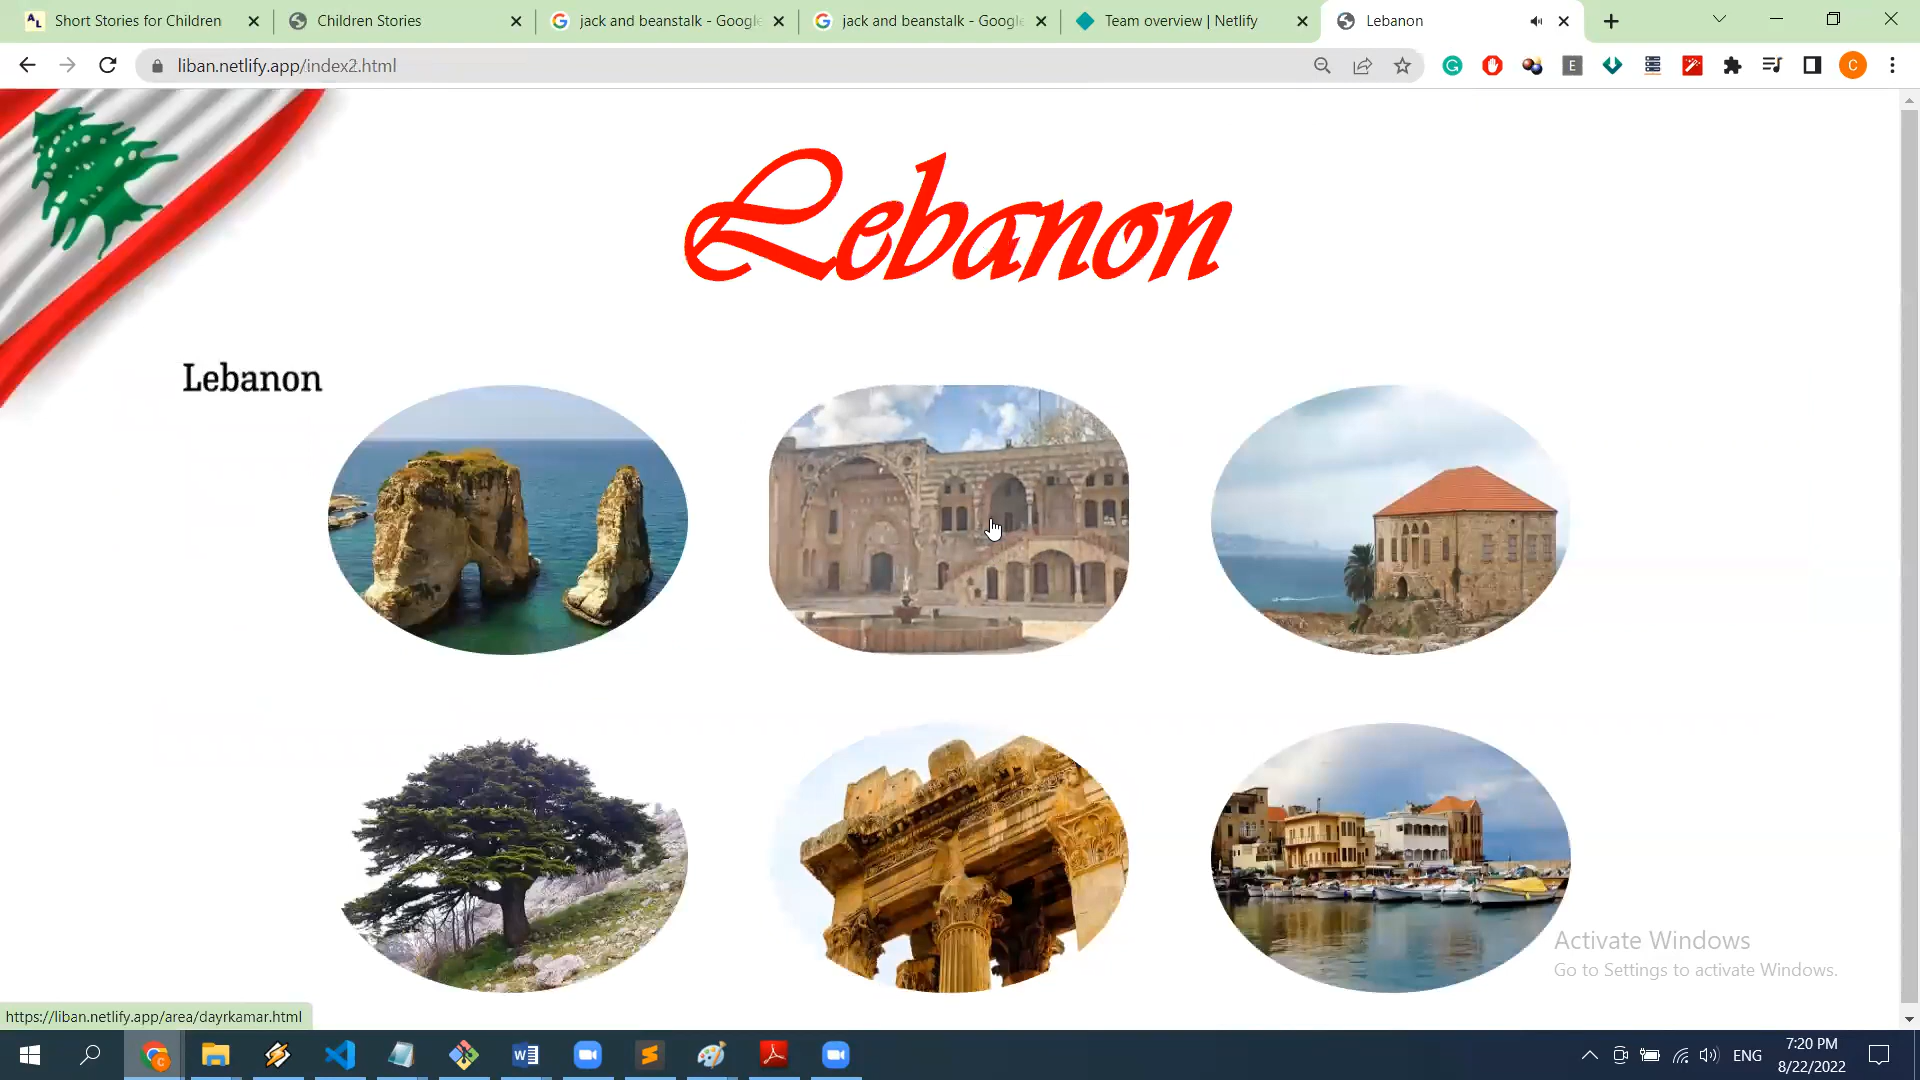 Short Stories for Children
Children Stories
jack and beanstalk - Google
jack and beanstalk - Google
Team overview | Netlify
Lebanon
liban.netlify.app/index2.html
C
Lebanon
Lebanon
Activate Windows
Go to Settings to activate Windows.
https://liban.netlify.app/area/dayrkamar.html
ENG
7:20 PM
8/22/2022